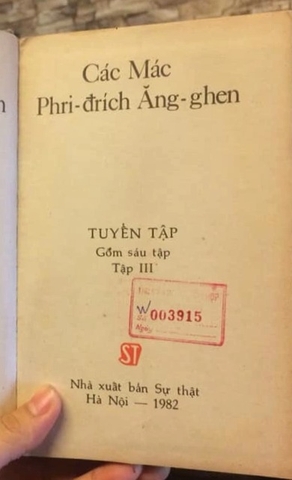 Các Mác
Phri-đrích Ăng-ghen
TUYỂN TẬP
Gồm sáu tập
Tập III
003915
ST
Nhà xuất bản Sự thật
Hà Nội — 1982